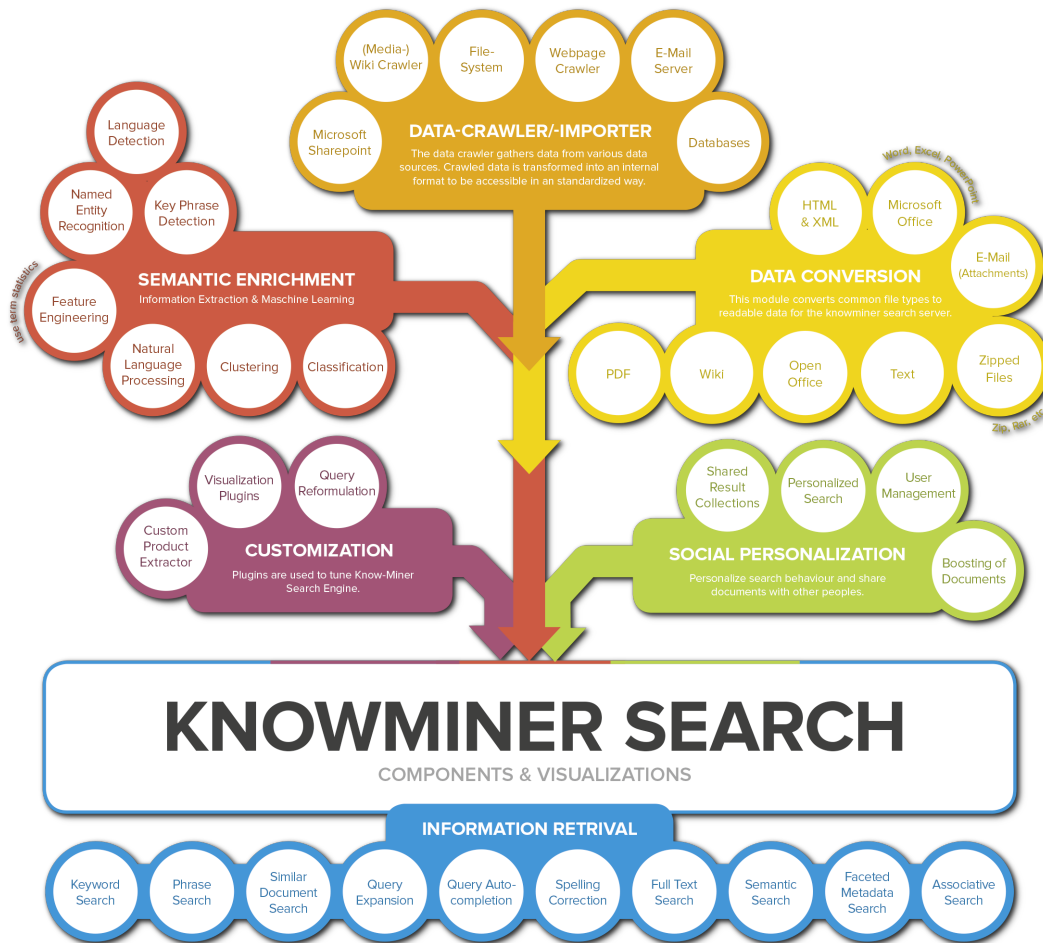 (Media-)
Wiki Crawler
File-
System
Webpage
Crawler
E-Mail
Server
Microsoft
Sharepoint
Databases
DATA-CRAWLER/-IMPORTER
The data crawler gathers data from various data
sources. Crawled data is transformed into an internal
format to be accessible in an standardized way.
Language
Detection
Named
Entity
Recognition
Key Phrase
Detection
SEMANTIC ENRICHMENT
Information Extraction & Maschine Learning
use term statistics
Feature
Engineering
Natural
Language
Processing
Clustering
Classification
Word, Excel, PowerPoint
HTML
& XML
Microsoft
Office
E-Mail
(Attachments)
DATA CONVERSION
This module converts common file types to
readable data for the knowminer search server.
PDF
Wiki
Open
Office
Text
Zipped
Files
Zip, Rar, etc
Visualization
Plugins
Query
Reformulation
Custom
Product
Extractor
CUSTOMIZATION
Plugins are used to tune Know-Miner
Search Engine.
Shared
Result
Collections
Personalized
Search
User
Management
Boosting of
Documents
SOCIAL PERSONALIZATION
Personalize search behaviour and share
documents with other peoples.
KNOWMINER SEARCH
COMPONENTS & VISUALIZATIONS
INFORMATION RETRIVAL
Keyword
Search
Phrase
Search
Similar
Document
Search
Query
Expansion
Query Auto-
completion
Spelling
Correction
Full Text
Search
Semantic
Search
Faceted
Metadata
Search
Associative
Search